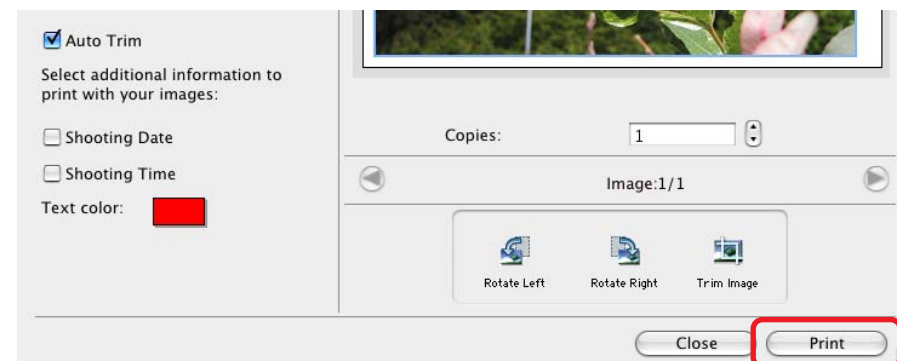 Auto Trim
Select additional information to
print with your images:
Shooting Date
Shooting Time
Text color:
Copies:
1
Image:1/1
Rotate Left
Rotate Right
Trim Image
Close
Print